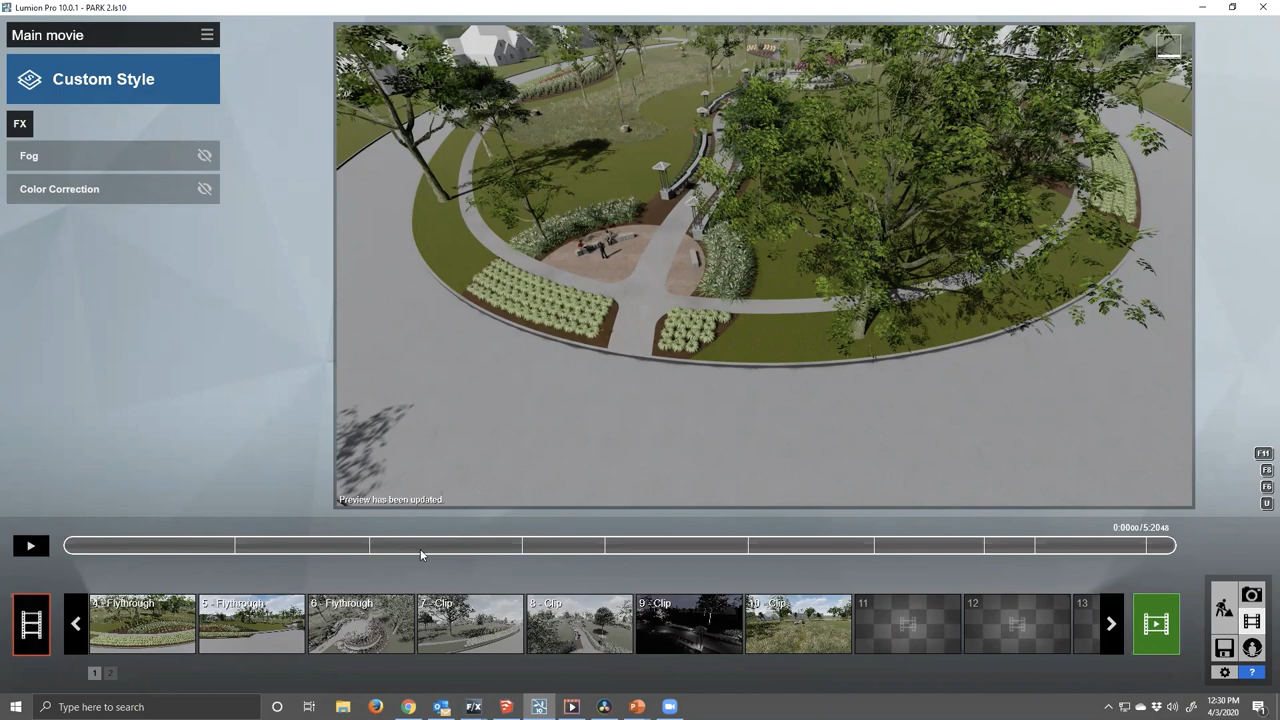 Lumion Pro 10.0.1 - PARK 2.ls10
Main movie
Custom Style
FX
Fog
Color Correction
Preview has been updated.
F11
F8
F6
U
0:00 00/5:20 48
4 - Flythrough
5 - Flythrough
6 - Flythrough
7 - Clip
8 - Clip
9 - Clip
10 - Clip
11
12
13
1 2
?
Type here to search
12:30 PM
4/3/2020